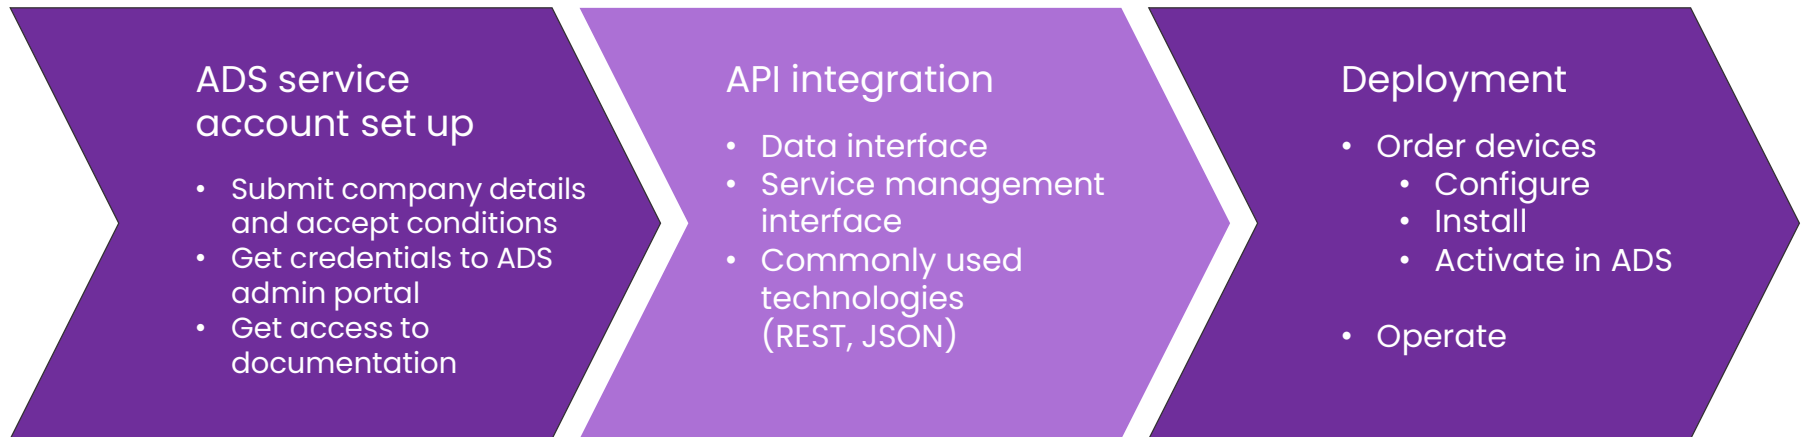 ADS service
account set up
• Submit company details
and accept conditions
• Get credentials to ADS
admin portal
• Get access to
documentation
API integration
• Data interface
• Service management
interface
• Commonly used
technologies
(REST, JSON)
Deployment
• Order devices
• Configure
• Install
• Activate in ADS
• Operate